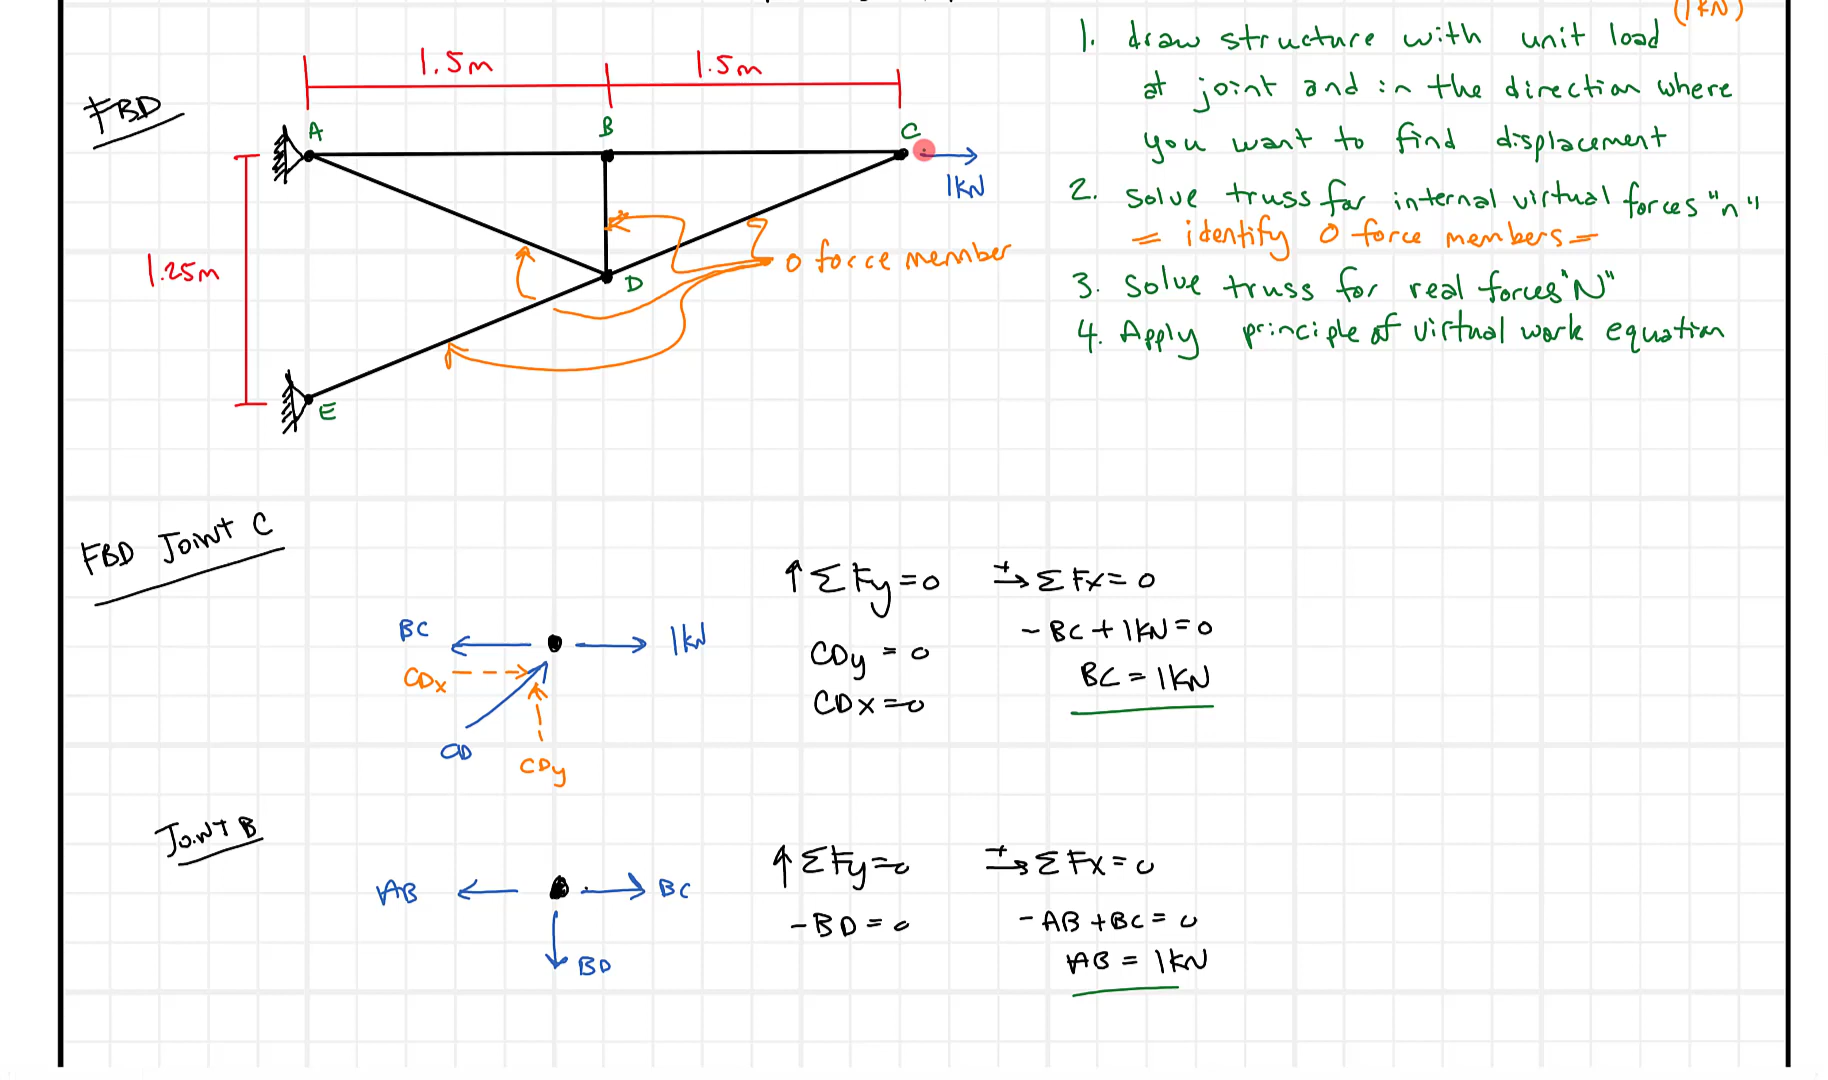 (1kN)
1. draw structure with unit load
at joint and in the direction where
you want to find displacement
2. Solve truss for internal virtual forces "n"
= identify 0 force members =
3. Solve truss for real forces "N"
4. Apply principle of virtual work equation
FBD
1.5m
1.5m
A
B
C
1kN
1.25m
D
0 force member
E
FBD Joint C
BC
1kN
CDx
CD
CDy
↑ΣFy=0
CDy = 0
CDx=0
→+ ΣFx=0
-BC+1kN=0
BC = 1kN
Joint B
AB
BC
BD
↑ΣFy=0
-BD=0
→+ ΣFx=0
-AB+BC=0
AB = 1kN